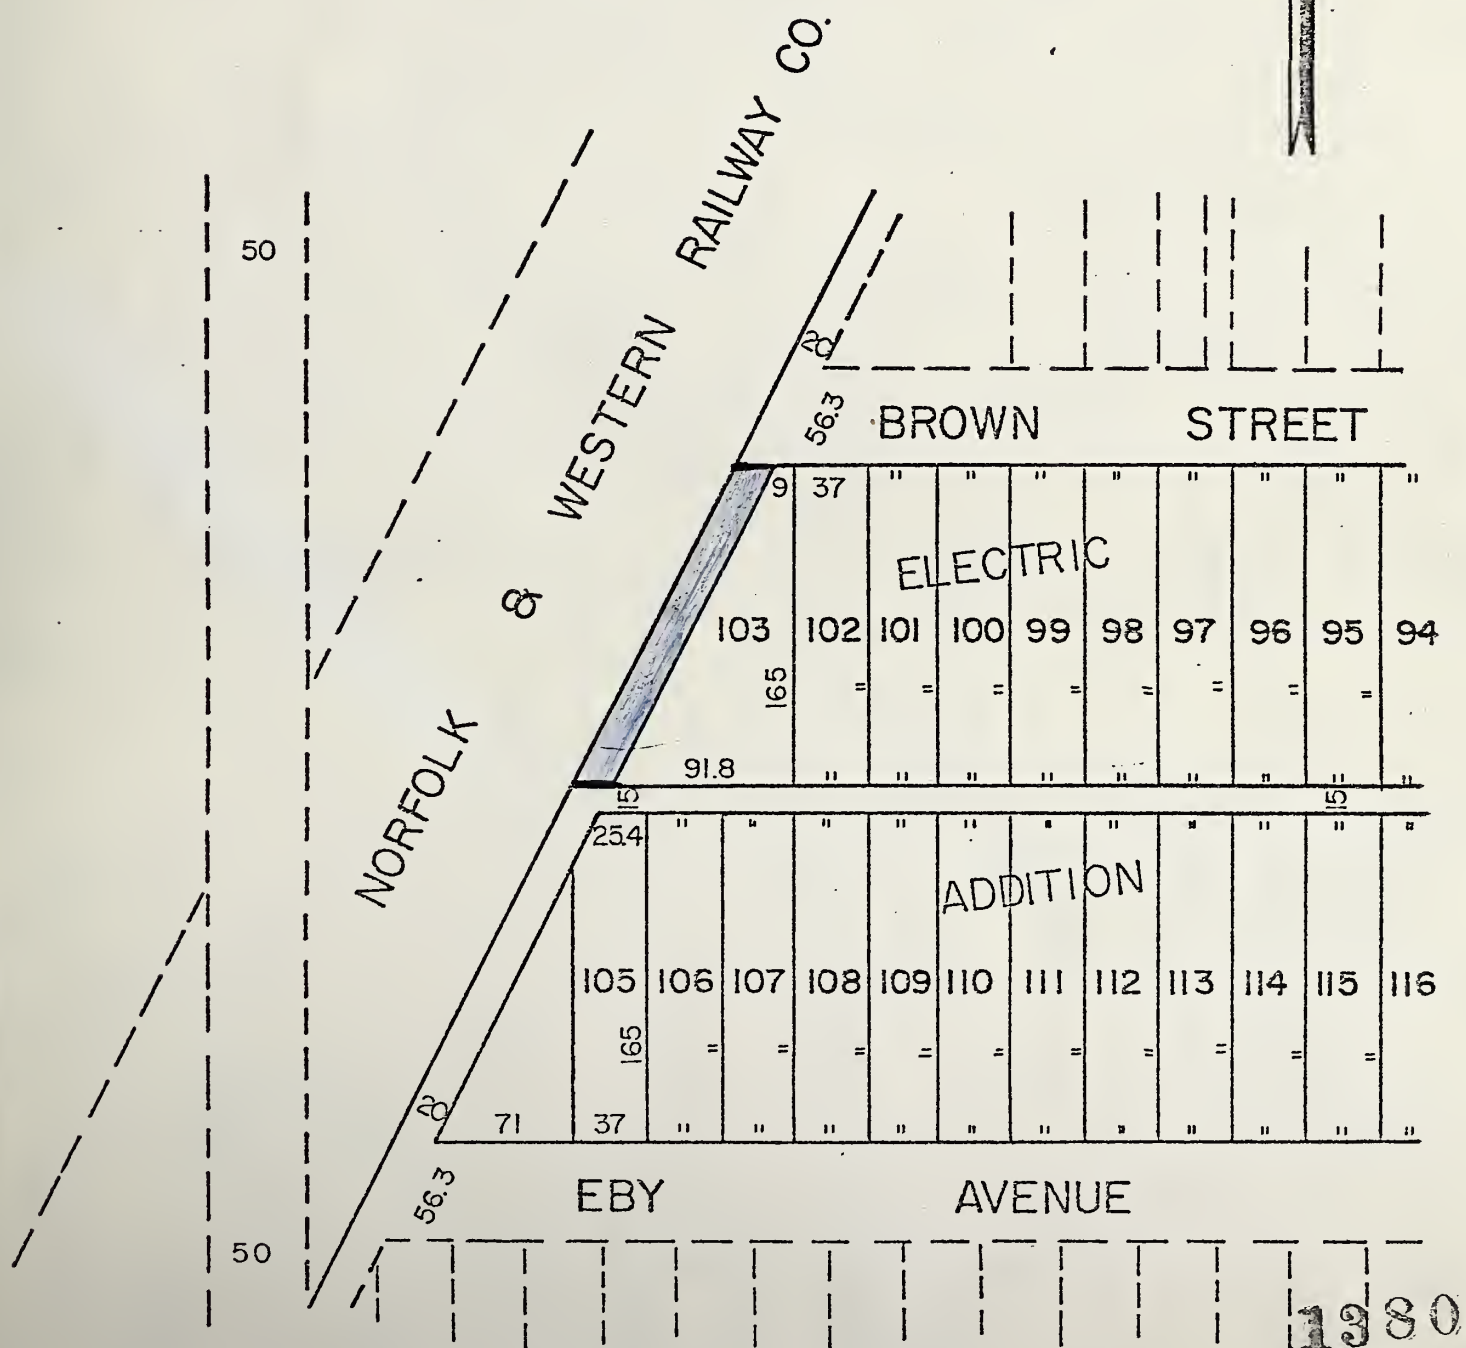 NORFOLK & WESTERN RAILWAY CO.
50
20
56.3
BROWN STREET
9 37 " " " " " " " "
ELECTRIC
103 102 101 100 99 98 97 96 95 94
165 " " " " " " " "
91.8 " " " " " " " " "
15 15
25.4 " " " " " " " " " " "
ADDITION
105 106 107 108 109 110 111 112 113 114 115 116
165 " " " " " " " " " "
20
71 37 " " " " " " " " " " "
56.3
EBY AVENUE
50
1380